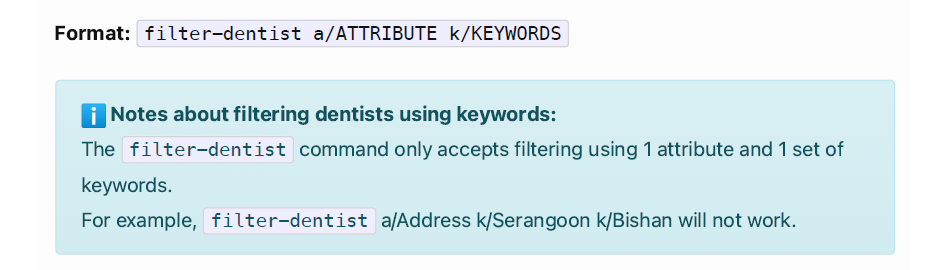 Format: filter-dentist a/ATTRIBUTE k/KEYWORDS
ℹ️ Notes about filtering dentists using keywords:
The filter-dentist command only accepts filtering using 1 attribute and 1 set of
keywords.
For example, filter-dentist a/Address k/Serangoon k/Bishan will not work.